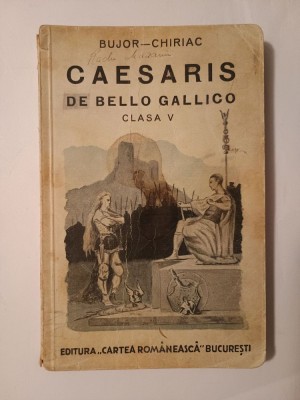 BUJOR—CHIRIAC
CAESARIS
DE BELLO GALLICO
CLASA V
EDITURA „CARTEA ROMÂNEASCĂ" BUCUREȘTI